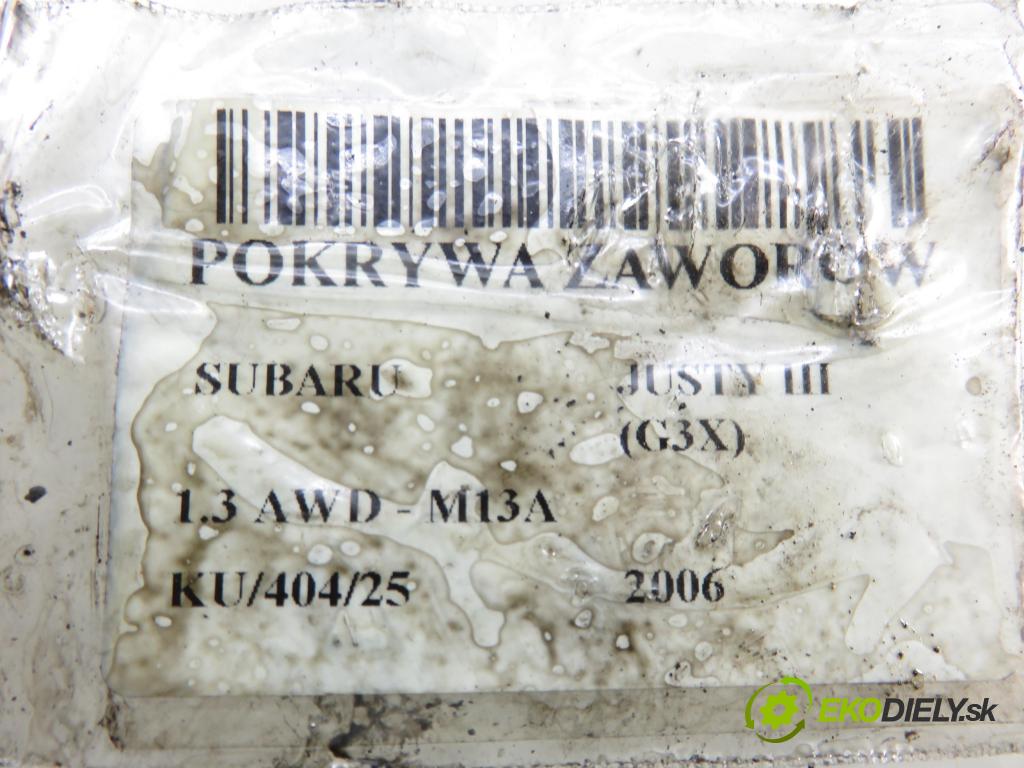 POKRYWA ZAWORÓW
SUBARU JUSTY III
(G3X)
1.3 AWD - M13A
KU/404/25 2006
EKODIELY.sk